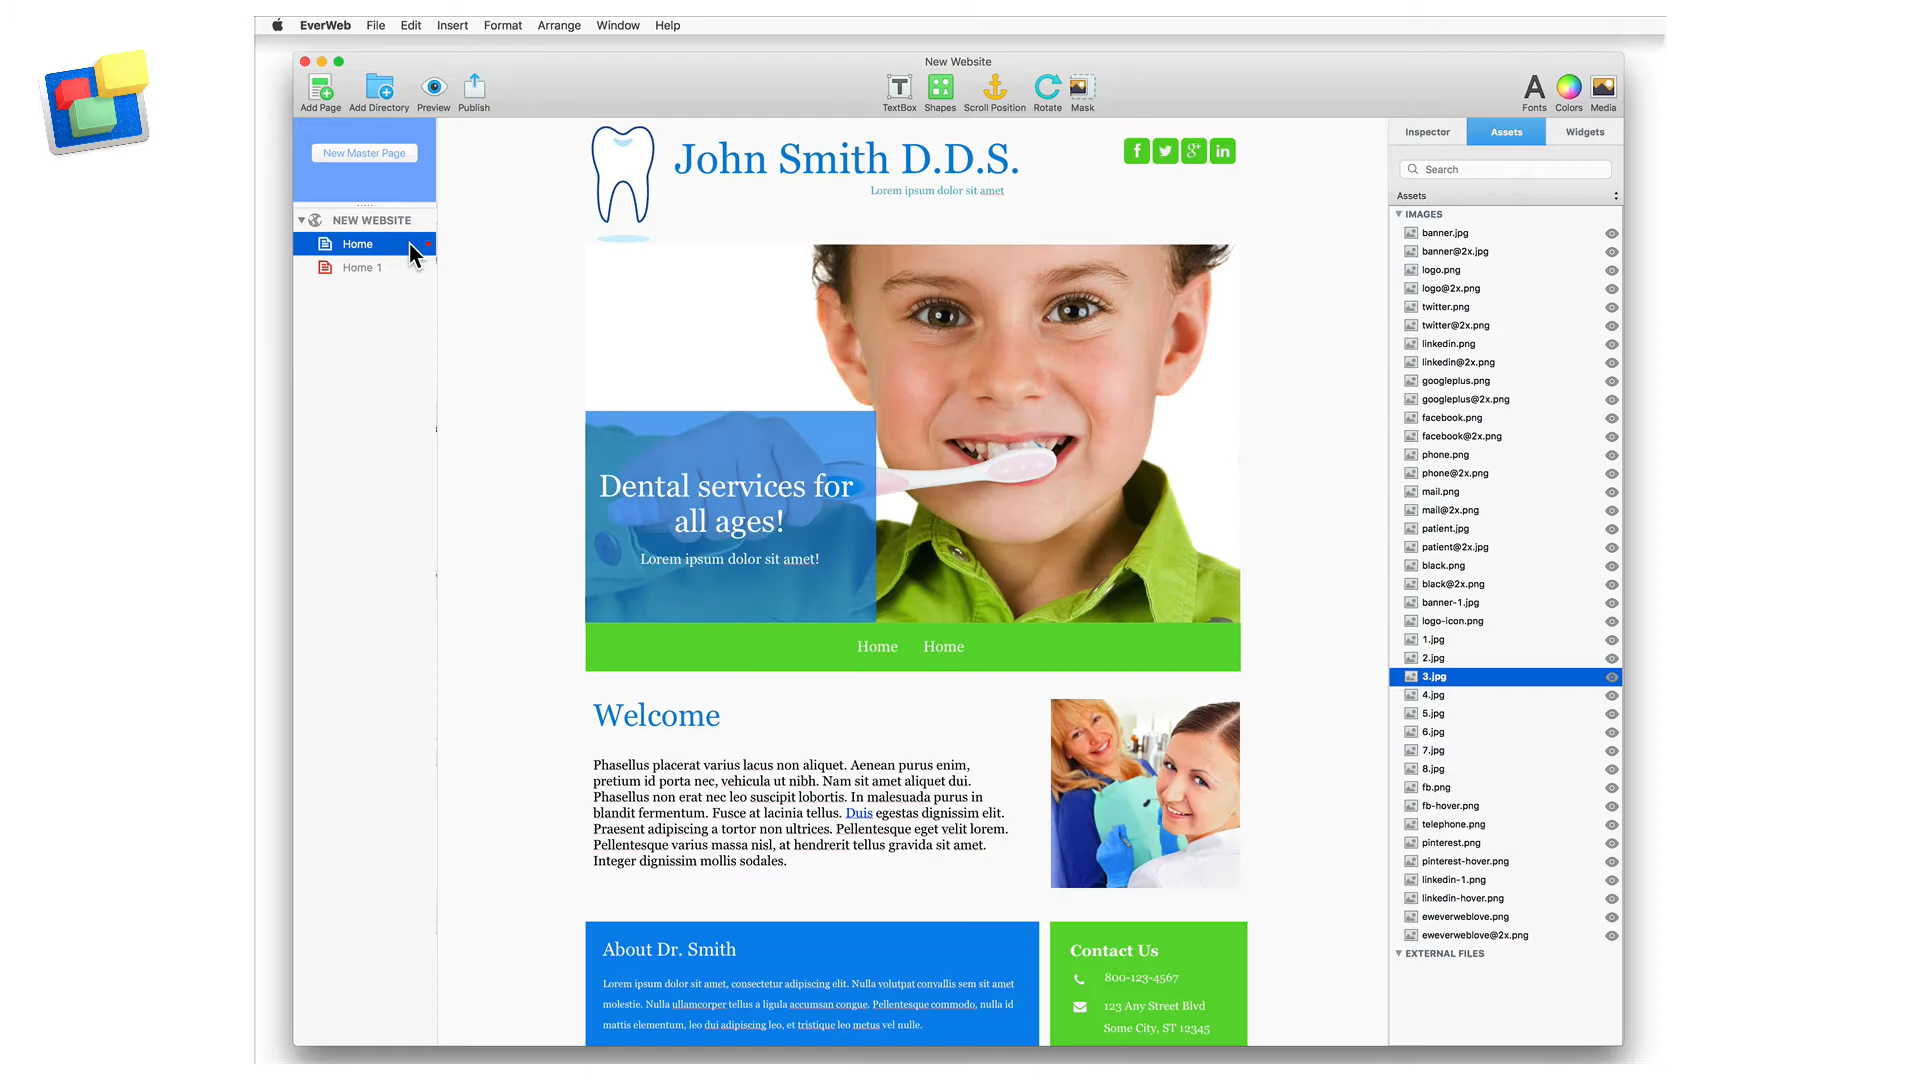 EverWeb File Edit Insert Format Arrange Window Help
New Website
Add Page Add Directory Preview Publish
TextBox Shapes Scroll Position Rotate Mask
Fonts Colors Media
New Master Page
NEW WEBSITE
Home
Home 1
John Smith D.D.S.
Lorem ipsum dolor sit amet
f g+ in
Dental services for
all ages!
Lorem ipsum dolor sit amet!
Home Home
Welcome
Phasellus placerat varius lacus non aliquet. Aenean purus enim,
pretium id porta nec, vehicula ut nibh. Nam sit amet aliquet dui.
Phasellus non erat nec leo suscipit lobortis. In malesuada purus in
blandit fermentum. Fusce at lacinia tellus. Duis egestas dignissim elit.
Praesent adipiscing a tortor non ultrices. Pellentesque eget velit lorem.
Pellentesque varius massa nisl, at hendrerit tellus gravida sit amet.
Integer dignissim mollis sodales.
About Dr. Smith
Lorem ipsum dolor sit amet, consectetur adipiscing elit. Nulla volutpat convallis sem sit amet
molestie. Nulla ullamcorper tellus a ligula accumsan congue. Pellentesque commodo, nulla id
mattis elementum, leo dui adipiscing leo, et tristique leo metus vel nulle.
Contact Us
800-123-4567
123 Any Street Blvd
Some City, ST 12345
Inspector Assets Widgets
Search
Assets
IMAGES
banner.jpg
banner@2x.jpg
logo.png
logo@2x.png
twitter.png
twitter@2x.png
linkedin.png
linkedin@2x.png
googleplus.png
googleplus@2x.png
facebook.png
facebook@2x.png
phone.png
phone@2x.png
mail.png
mail@2x.png
patient.jpg
patient@2x.jpg
black.png
black@2x.png
banner-1.jpg
logo-icon.png
1.jpg
2.jpg
3.jpg
4.jpg
5.jpg
6.jpg
7.jpg
8.jpg
fb.png
fb-hover.png
telephone.png
pinterest.png
pinterest-hover.png
linkedin-1.png
linkedin-hover.png
eweverweblove.png
eweverweblove@2x.png
EXTERNAL FILES